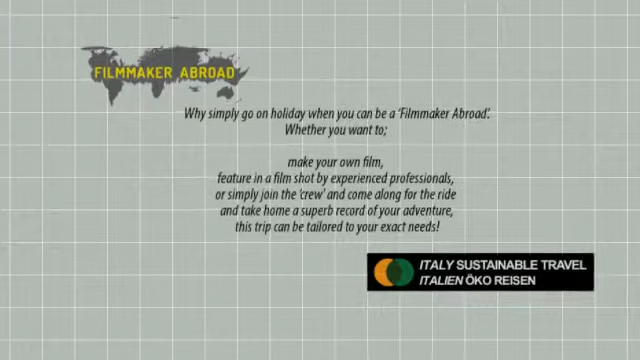 FILMMAKER ABROAD
Why simply go on holiday when you can be a 'Filmmaker Abroad'.
Whether you want to;
make your own film,
feature in a film shot by experienced professionals,
or simply join the 'crew' and come along for the ride
and take home a superb record of your adventure,
this trip can be tailored to your exact needs!
ITALY SUSTAINABLE TRAVEL
ITALIEN ÖKO REISEN